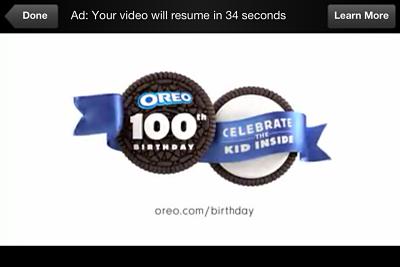 Done
Ad: Your video will resume in 34 seconds
Learn More
OREO
100th
BIRTHDAY
CELEBRATE
THE
KID INSIDE
oreo.com/birthday